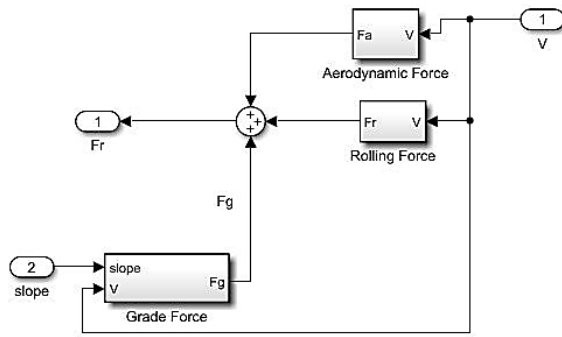 Fa V
1
V
Aerodynamic Force
+
+
+
1
Fr
Fr V
Rolling Force
Fg
2
slope
slope
V
Fg
Grade Force